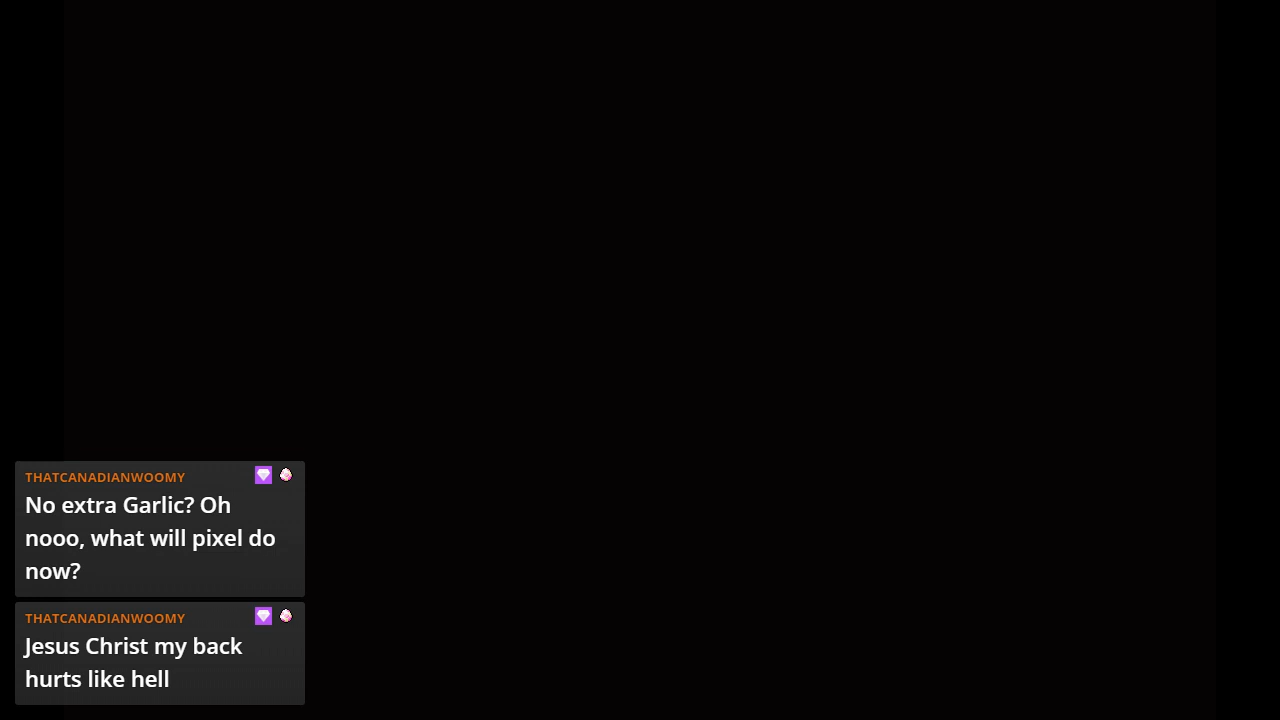 THATCANADIANWOOMY
No extra Garlic? Oh
nooo, what will pixel do
now?
THATCANADIANWOOMY
Jesus Christ my back
hurts like hell